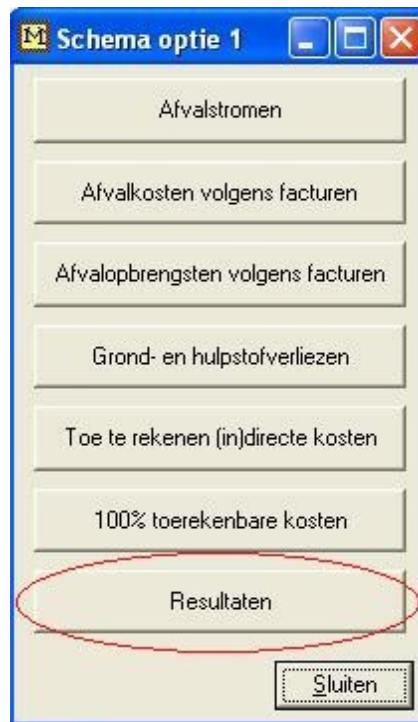 Schema optie 1
Afvalstromen
Afvalkosten volgens facturen
Afvalopbrengsten volgens facturen
Grond- en hulpstofverliezen
Toe te rekenen (in)directe kosten
100% toerekenbare kosten
Resultaten
Sluiten